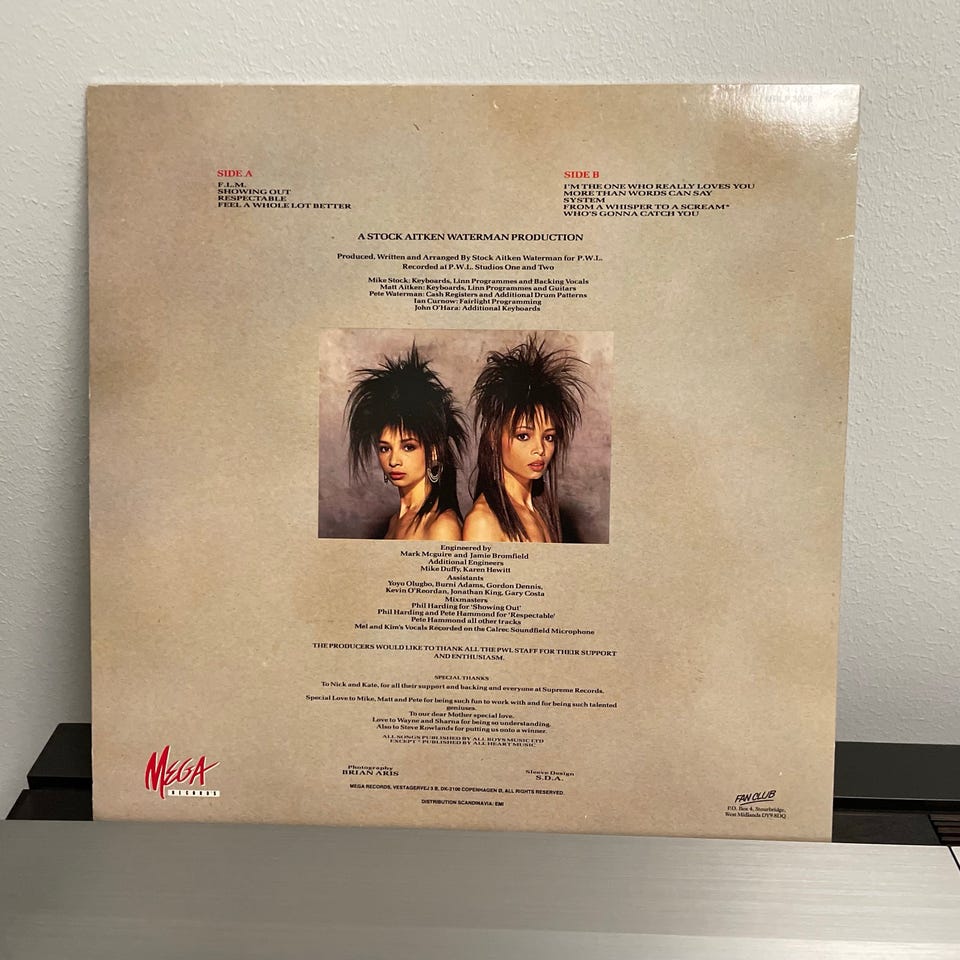 MRLP 3068
SIDE A
F.L.M.
SHOWING OUT
RESPECTABLE
FEEL A WHOLE LOT BETTER
SIDE B
I'M THE ONE WHO REALLY LOVES YOU
MORE THAN WORDS CAN SAY
SYSTEM
FROM A WHISPER TO A SCREAM*
WHO'S GONNA CATCH YOU
A STOCK AITKEN WATERMAN PRODUCTION
Produced, Written and Arranged By Stock Aitken Waterman for P.W.L.
Recorded at P.W.L. Studios One and Two
Mike Stock: Keyboards, Linn Programmes and Backing Vocals
Matt Aitken: Keyboards, Linn Programmes and Guitars
Pete Waterman: Cash Registers and Additional Drum Patterns
Ian Curnow: Fairlight Programming
John O'Hara: Additional Keyboards
Engineered by
Mark Mcguire and Jamie Bromfield
Additional Engineers
Mike Duffy, Karen Hewitt
Assistants
Yoyo Olugbo, Burni Adams, Gordon Dennis,
Kevin O'Reordan, Jonathan King, Gary Costa
Mixmasters
Phil Harding for 'Showing Out'
Phil Harding and Pete Hammond for 'Respectable'
Pete Hammond all other tracks
Mel and Kim's Vocals Recorded on the Calrec Soundfield Microphone
THE PRODUCERS WOULD LIKE TO THANK ALL THE PWL STAFF FOR THEIR SUPPORT
AND ENTHUSIASM.
SPECIAL THANKS
To Nick and Kate, for all their support and backing and everyone at Supreme Records.
Special Love to Mike, Matt and Pete for being such fun to work with and for being such talented
geniuses.
To our dear Mother special love.
Love to Wayne and Sharna for being so understanding.
Also to Steve Rowlands for putting us onto a winner.
ALL SONGS PUBLISHED BY ALL BOYS MUSIC LTD
EXCEPT * PUBLISHED BY ALL HEART MUSIC
Photography
BRIAN ARIS
Sleeve Design
S.D.A.
MEGA RECORDS, VESTAGERVEJ 3 B, DK-2100 COPENHAGEN Ø, ALL RIGHTS RESERVED.
DISTRIBUTION SCANDINAVIA: EMI
MEGA
RECORDS
FAN CLUB
P.O. Box 4, Stourbridge,
West Midlands DY9 8DQ